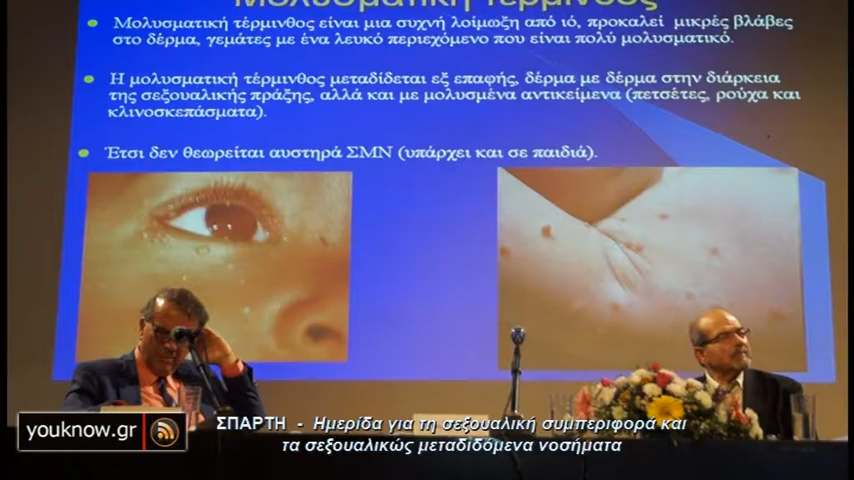 Μολυσματική τέρμινθος
Μολυσματική τέρμινθος είναι μια συχνή λοίμωξη από ιό, προκαλεί μικρές βλάβες
στο δέρμα, γεμάτες με ένα λευκό περιεχόμενο που είναι πολύ μολυσματικό.
Η μολυσματική τέρμινθος μεταδίδεται εξ επαφής, δέρμα με δέρμα στην διάρκεια
της σεξουαλικής πράξης, αλλά και με μολυσμένα αντικείμενα (πετσέτες, ρούχα και
κλινοσκεπάσματα).
Έτσι δεν θεωρείται αυστηρά ΣΜΝ (υπάρχει και σε παιδιά).
youknow.gr
ΣΠΑΡΤΗ - Ημερίδα για τη σεξουαλική συμπεριφορά και
τα σεξουαλικώς μεταδιδόμενα νοσήματα